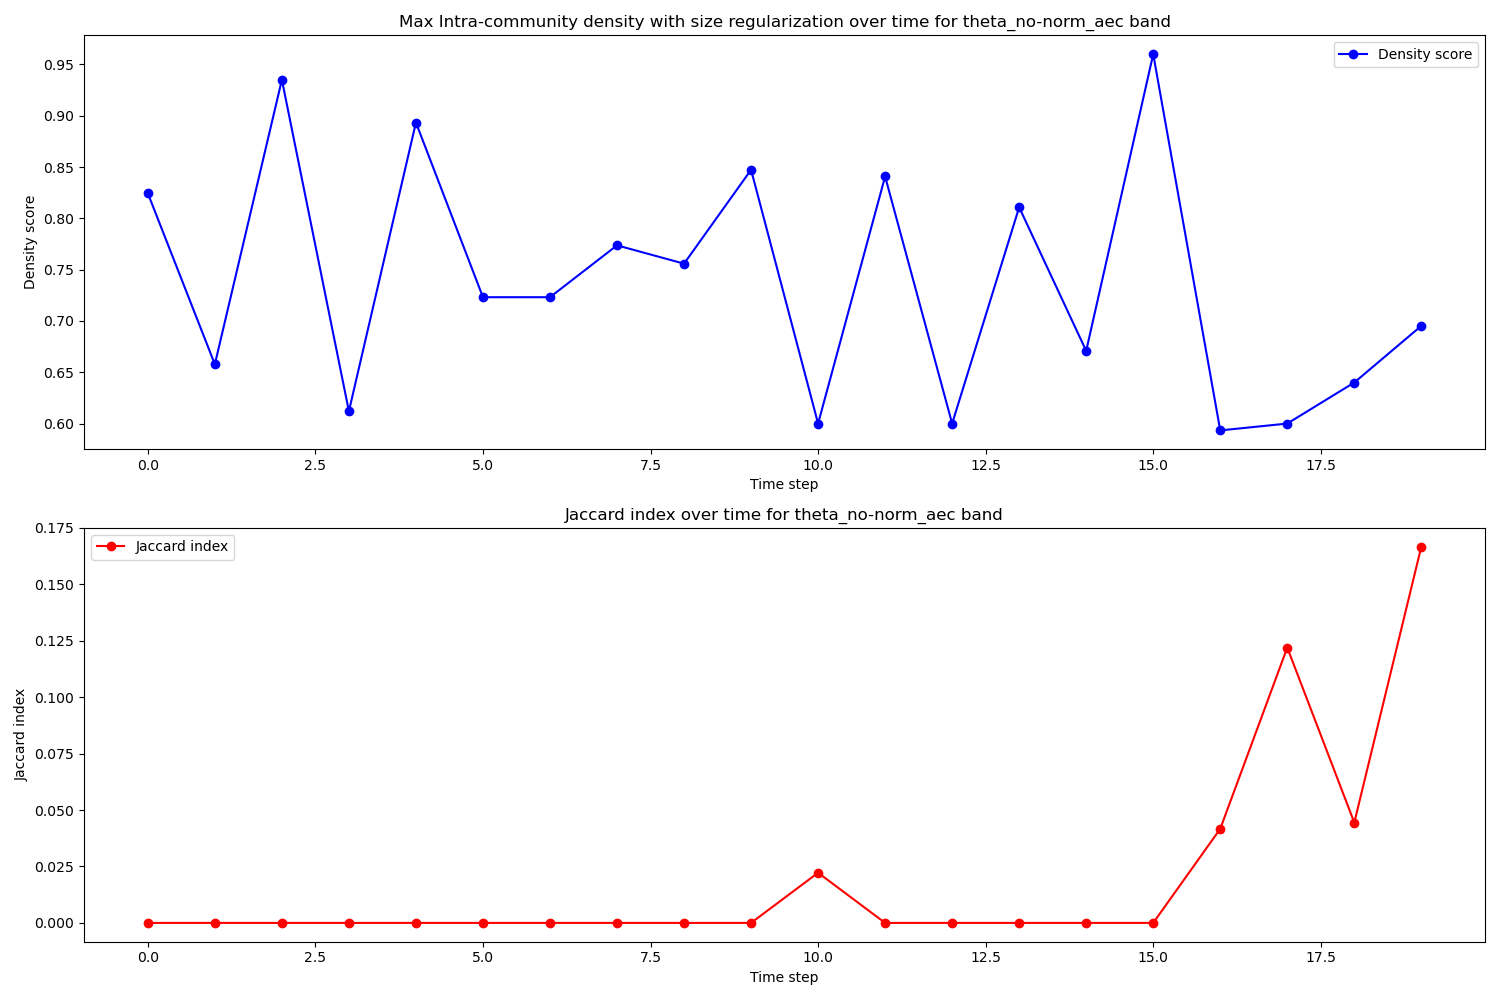 Max Intra-community density with size regularization over time for theta_no-norm_aec band
Density score
0.95
0.90
0.85
0.80
0.75
0.70
0.65
0.60
Density score
0.0 2.5 5.0 7.5 10.0 12.5 15.0 17.5
Time step
Jaccard index over time for theta_no-norm_aec band
Jaccard index
0.175
0.150
0.125
0.100
0.075
0.050
0.025
0.000
Jaccard index
0.0 2.5 5.0 7.5 10.0 12.5 15.0 17.5
Time step